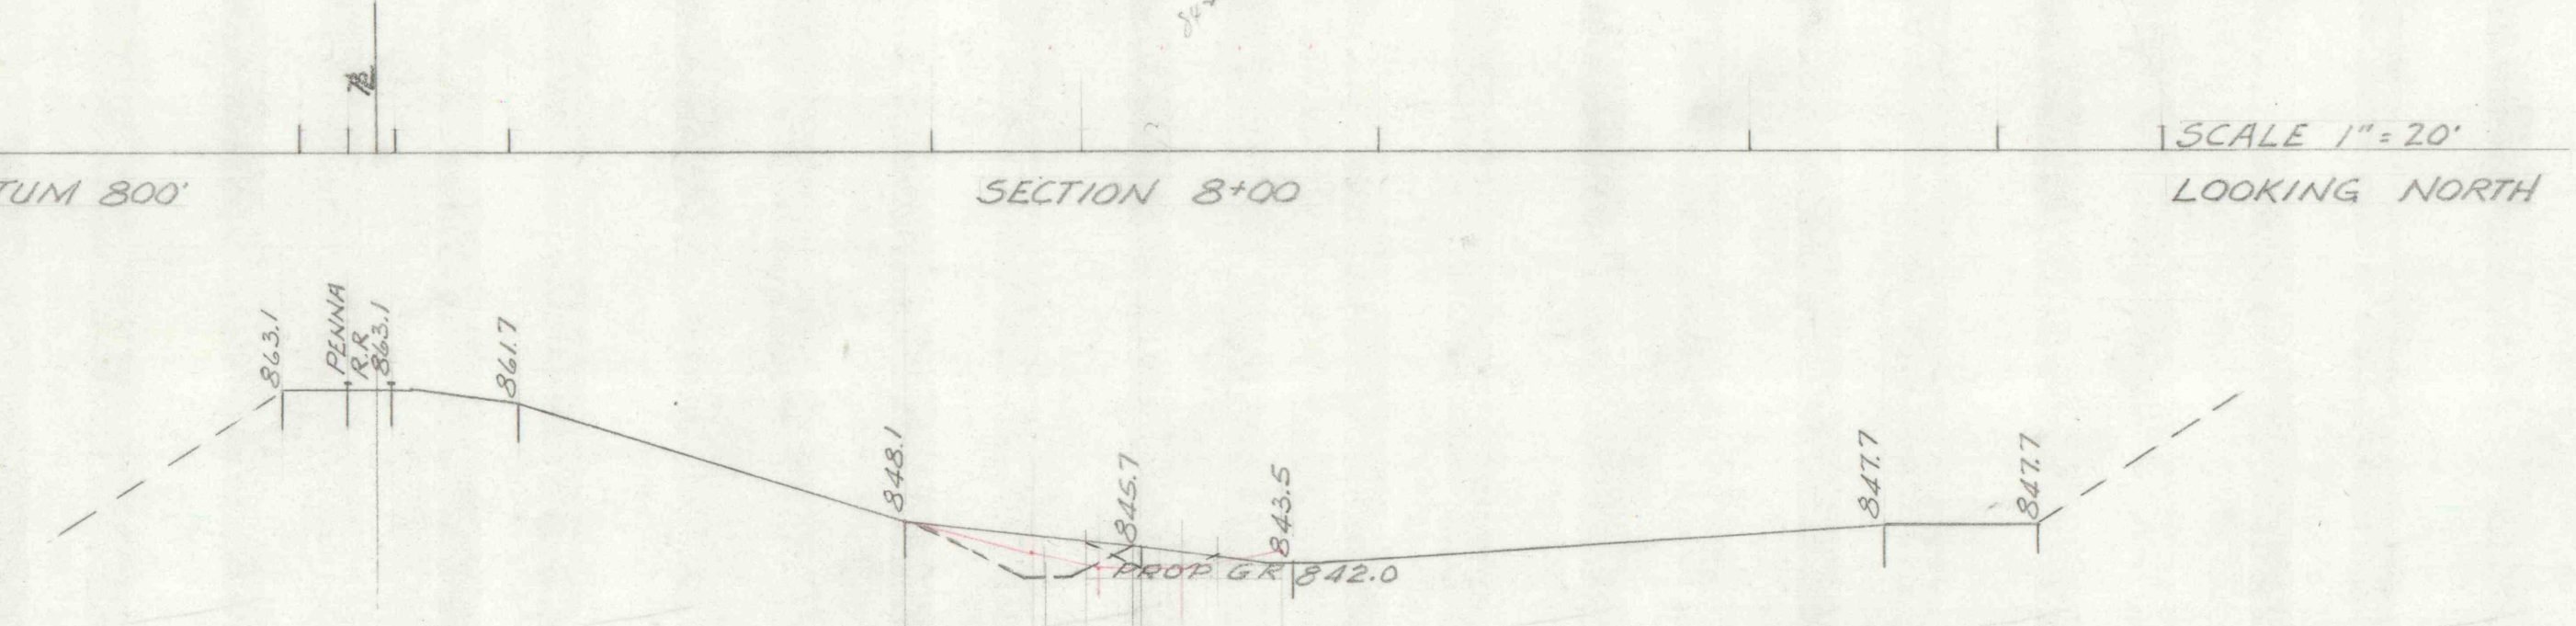 SCALE 1" = 20'
TUM 800'
SECTION 8+00
LOOKING NORTH
863.1
PENNA
R.R
863.1
861.7
848.1
845.7
843.5
847.7
847.7
PROP GR 842.0